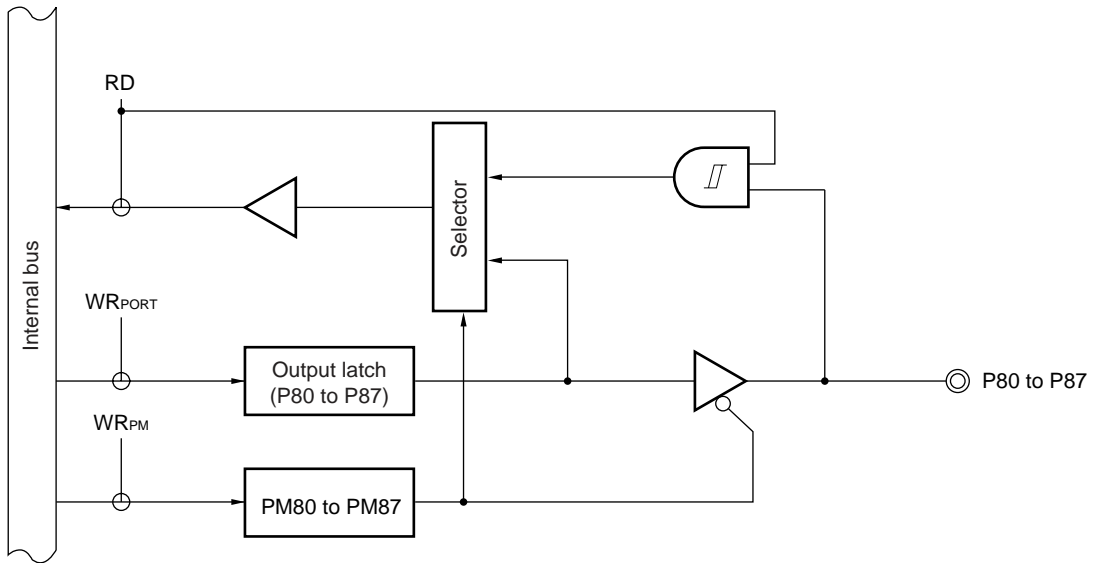 RD
Selector
Internal bus
WRPORT
Output latch
(P80 to P87)
P80 to P87
WRPM
PM80 to PM87